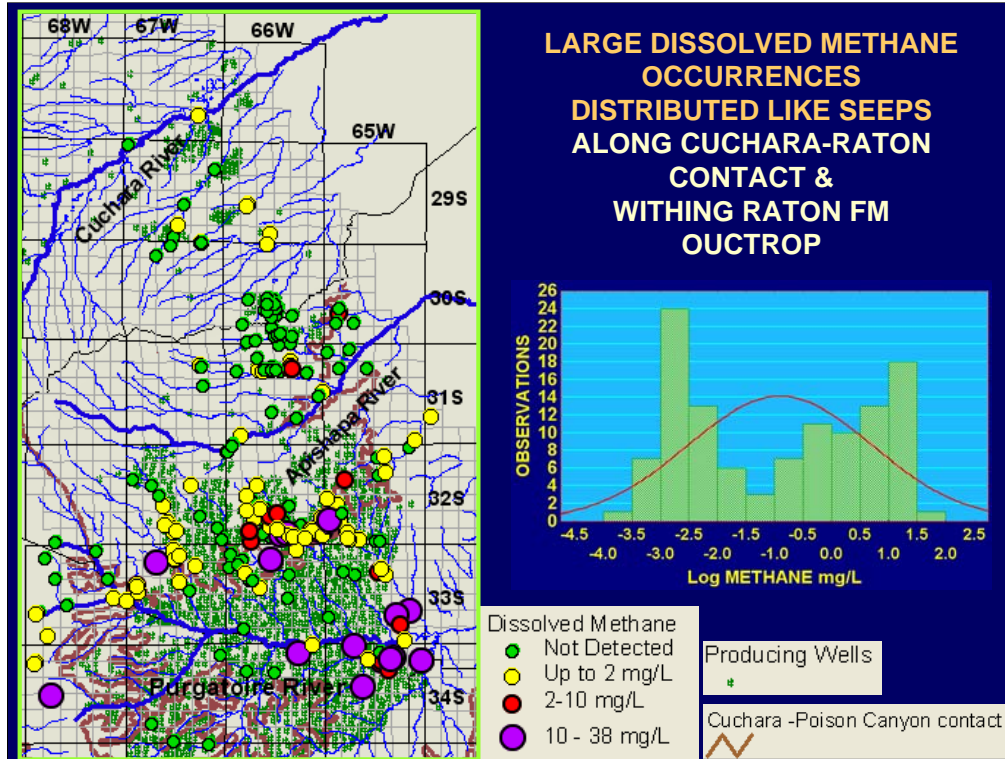 68W 67W
66W
65W
Cuchara River
29S
30S
31S
Apishapa River
32S
33S
Purgatoire River
34S
LARGE DISSOLVED METHANE
OCCURRENCES
DISTRIBUTED LIKE SEEPS
ALONG CUCHARA-RATON
CONTACT &
WITHING RATON FM
OUCTROP
OBSERVATIONS
26
24
22
20
18
16
14
12
10
8
6
4
2
0
-4.5 -3.5 -2.5 -1.5 -0.5 0.5 1.5 2.5
-4.0 -3.0 -2.0 -1.0 0.0 1.0 2.0
Log METHANE mg/L
Dissolved Methane
Not Detected
Up to 2 mg/L
2-10 mg/L
10 - 38 mg/L
Producing Wells
Cuchara -Poison Canyon contact